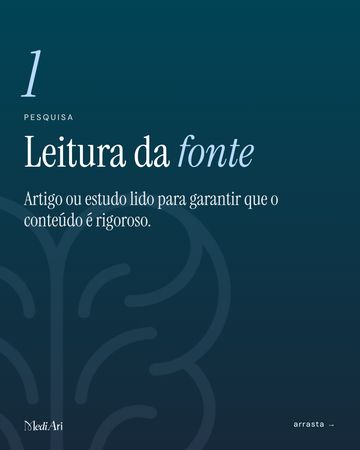 1
PESQUISA
Leitura da fonte
Artigo ou estudo lido para garantir que o
conteúdo é rigoroso.
MediAri
arrasta →